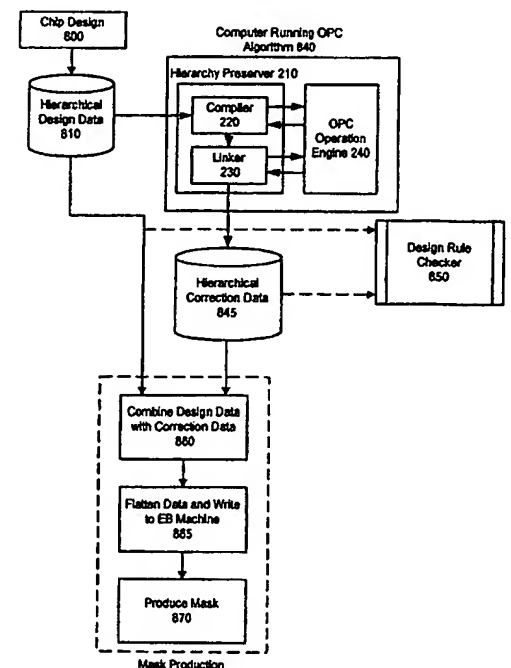 Chip Design
800
Computer Running OPC
Algorithm 840
Hierarchy Preserver 210
Hierarchical
Design Data
810
Compiler
220
Linker
230
OPC
Operation
Engine 240
Design Rule
Checker
850
Hierarchical
Correction Data
845
Combine Design Data
with Correction Data
860
Flatten Data and Write
to EB Machine
865
Produce Mask
870
Mask Production